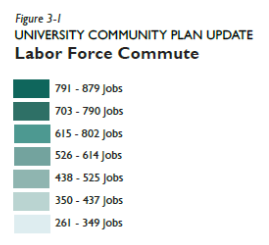 Figure 3-1
UNIVERSITY COMMUNITY PLAN UPDATE
Labor Force Commute
791 - 879 Jobs
703 - 790 Jobs
615 - 802 Jobs
526 - 614 Jobs
438 - 525 Jobs
350 - 437 Jobs
261 - 349 Jobs